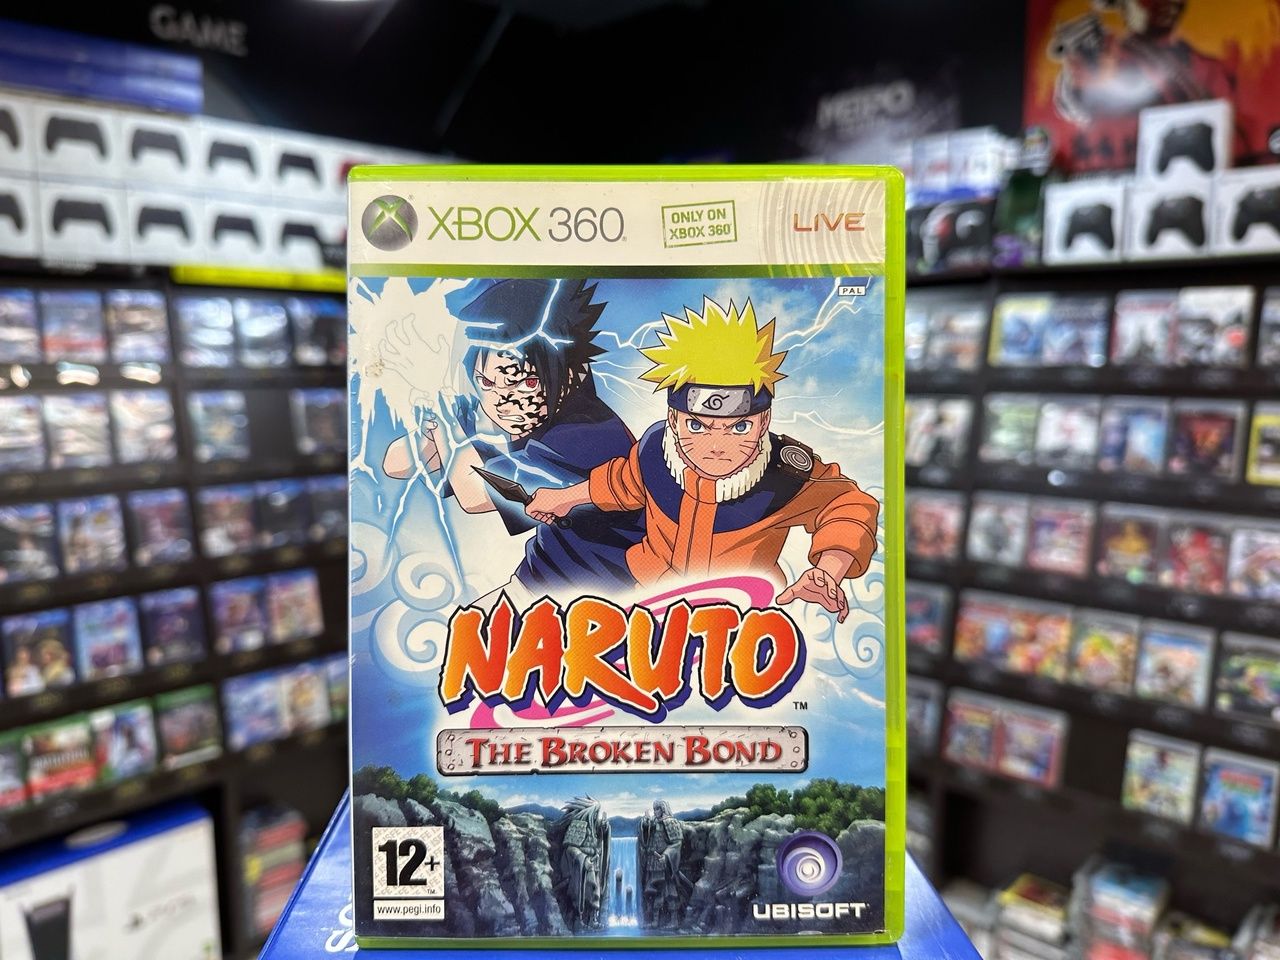 GAME
XBOX 360
ONLY ON
XBOX 360
LIVE
PAL
NARUTO
TM
THE BROKEN BOND
12+
www.pegi.info
UBISOFT